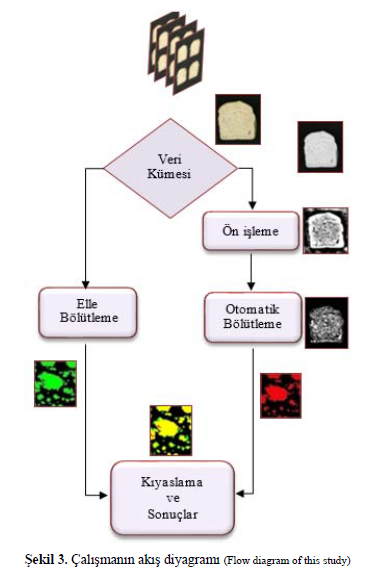 Veri
Kümesi
Ön işleme
Elle
Bölütleme
Otomatik
Bölütleme
Kıyaslama
ve
Sonuçlar
Şekil 3. Çalışmanın akış diyagramı (Flow diagram of this study)